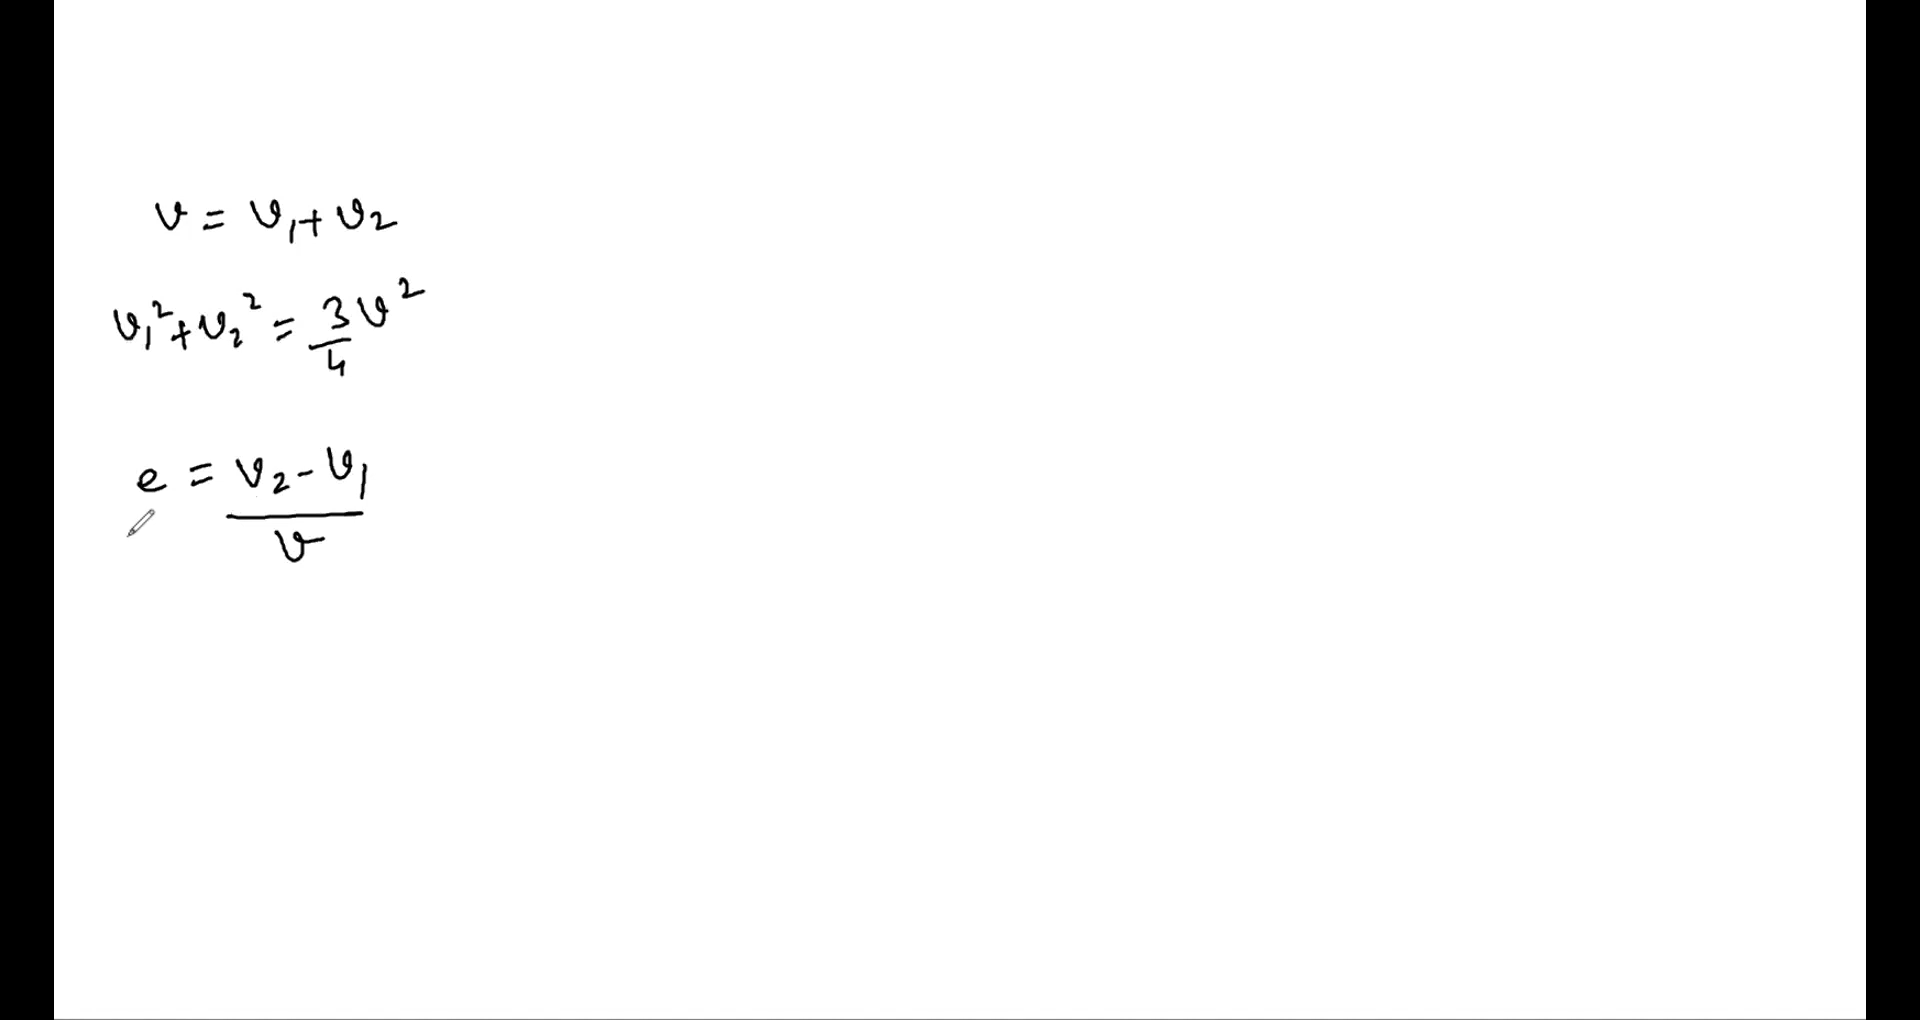 v = v₁ + v₂
v₁² + v₂² = 3/4 v²
e = (v₂ - v₁)/v